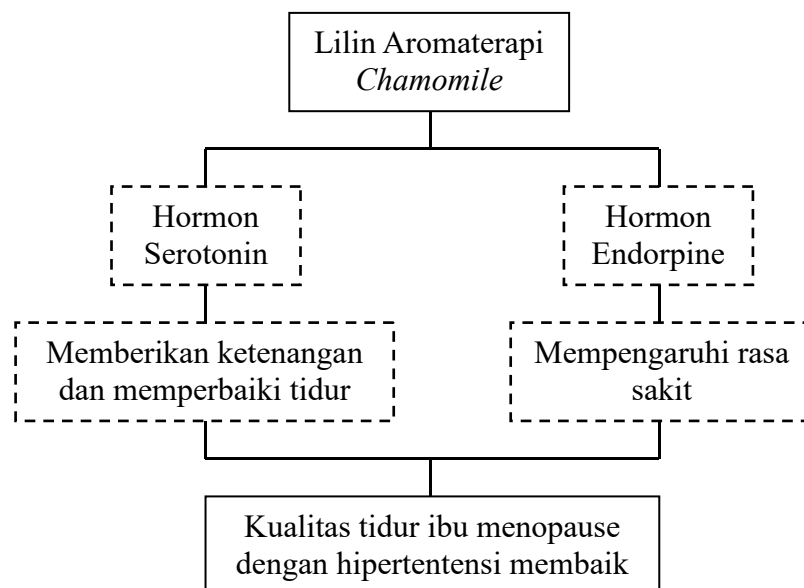 Lilin Aromaterapi
Chamomile
Hormon
Serotonin
Hormon
Endorpine
Memberikan ketenangan
dan memperbaiki tidur
Mempengaruhi rasa
sakit
Kualitas tidur ibu menopause
dengan hipertentensi membaik